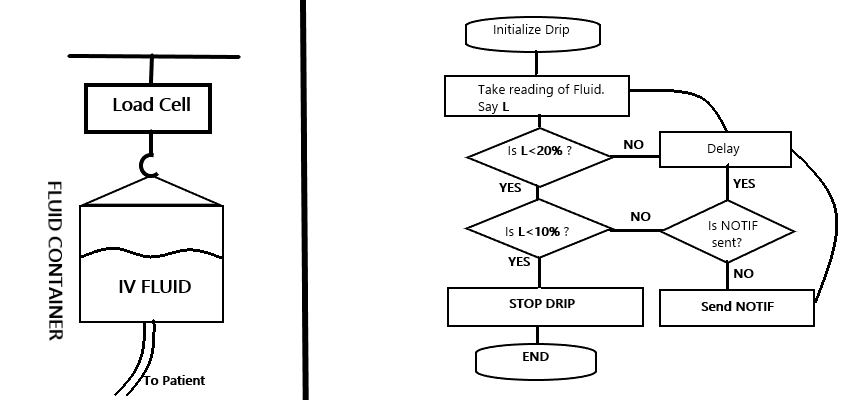 Load Cell
FLUID CONTAINER
IV FLUID
To Patient
Initialize Drip
Take reading of Fluid.
Say L
Is L<20% ?
NO
Delay
YES
YES
Is L<10% ?
NO
Is NOTIF
sent?
YES
NO
STOP DRIP
Send NOTIF
END